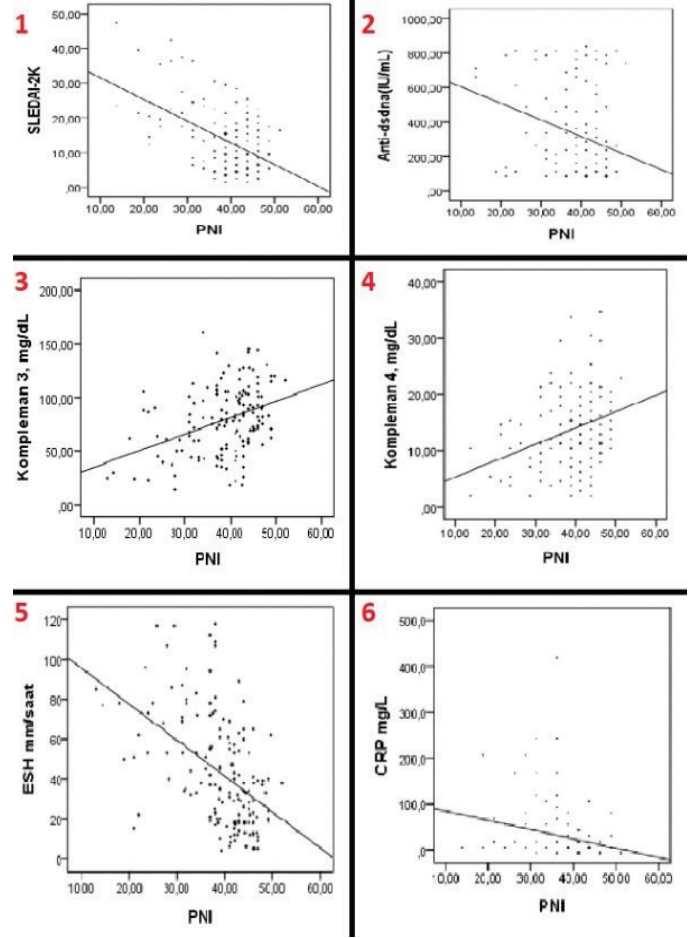 1
SLEDAI-2K
50,00
40,00
30,00
20,00
10,00
,00
10,00 20,00 30,00 40,00 50,00 60,00
PNI
2
Anti-dsdna(IU/mL)
1000,00
800,00
600,00
400,00
200,00
,00
10,00 20,00 30,00 40,00 50,00 60,00
PNI
3
Kompleman 3, mg/dL
200,00
150,00
100,00
50,00
,00
10,00 20,00 30,00 40,00 50,00 60,00
PNI
4
Kompleman 4, mg/dL
40,00
30,00
20,00
10,00
,00
10,00 20,00 30,00 40,00 50,00 60,00
PNI
5
ESH mm/saat
120
100
80
60
40
20
0
10,00 20,00 30,00 40,00 50,00 60,00
PNI
6
CRP mg/L
500,0
400,0
300,0
200,0
100,0
,0
10,00 20,00 30,00 40,00 50,00 60,00
PNI